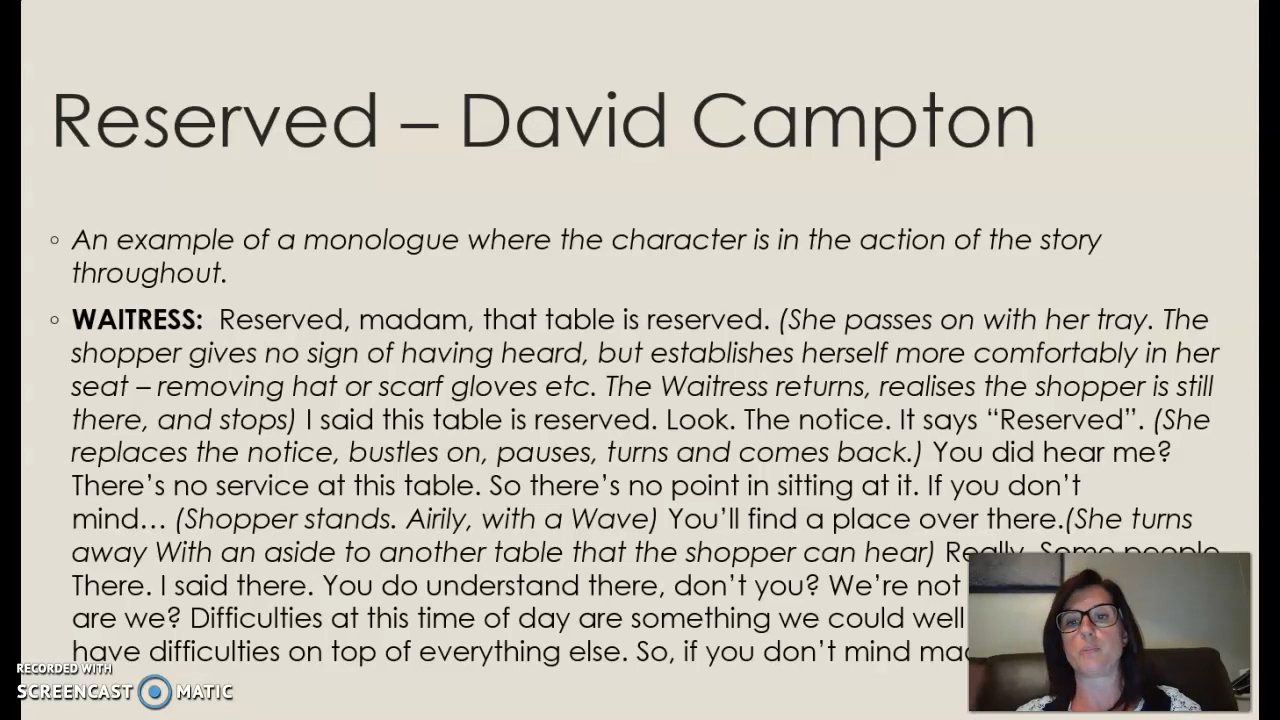 Reserved – David Campton
◦ An example of a monologue where the character is in the action of the story
throughout.
◦ WAITRESS: Reserved, madam, that table is reserved. (She passes on with her tray. The
shopper gives no sign of having heard, but establishes herself more comfortably in her
seat – removing hat or scarf gloves etc. The Waitress returns, realises the shopper is still
there, and stops) I said this table is reserved. Look. The notice. It says “Reserved”. (She
replaces the notice, bustles on, pauses, turns and comes back.) You did hear me?
There’s no service at this table. So there’s no point in sitting at it. If you don’t
mind… (Shopper stands. Airily, with a Wave) You’ll find a place over there.(She turns
away With an aside to another table that the shopper can hear) Really. Some people
There. I said there. You do understand there, don’t you? We’re not
are we? Difficulties at this time of day are something we could well
have difficulties on top of everything else. So, if you don’t mind
RECORDED WITH
SCREENCAST MATIC